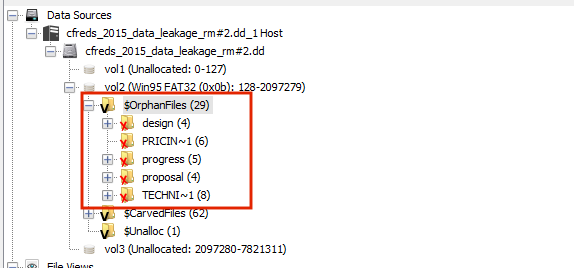 Data Sources
cfreds_2015_data_leakage_rm#2.dd_1 Host
cfreds_2015_data_leakage_rm#2.dd
vol1 (Unallocated: 0-127)
vol2 (Win95 FAT32 (0x0b): 128-2097279)
$OrphanFiles (29)
design (4)
PRICIN~1 (6)
progress (5)
proposal (4)
TECHNI~1 (8)
$CarvedFiles (62)
$Unalloc (1)
vol3 (Unallocated: 2097280-7821311)
File Views